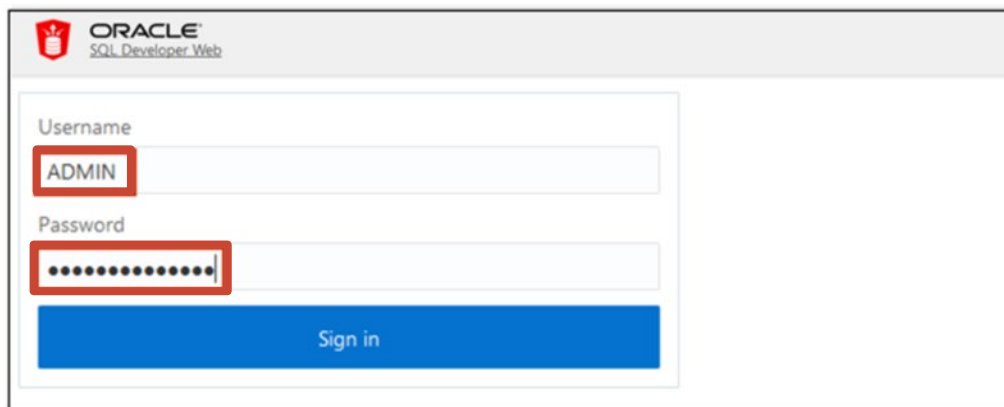 ORACLE
SQL Developer Web
Username
ADMIN
Password
••••••••••••••
Sign in